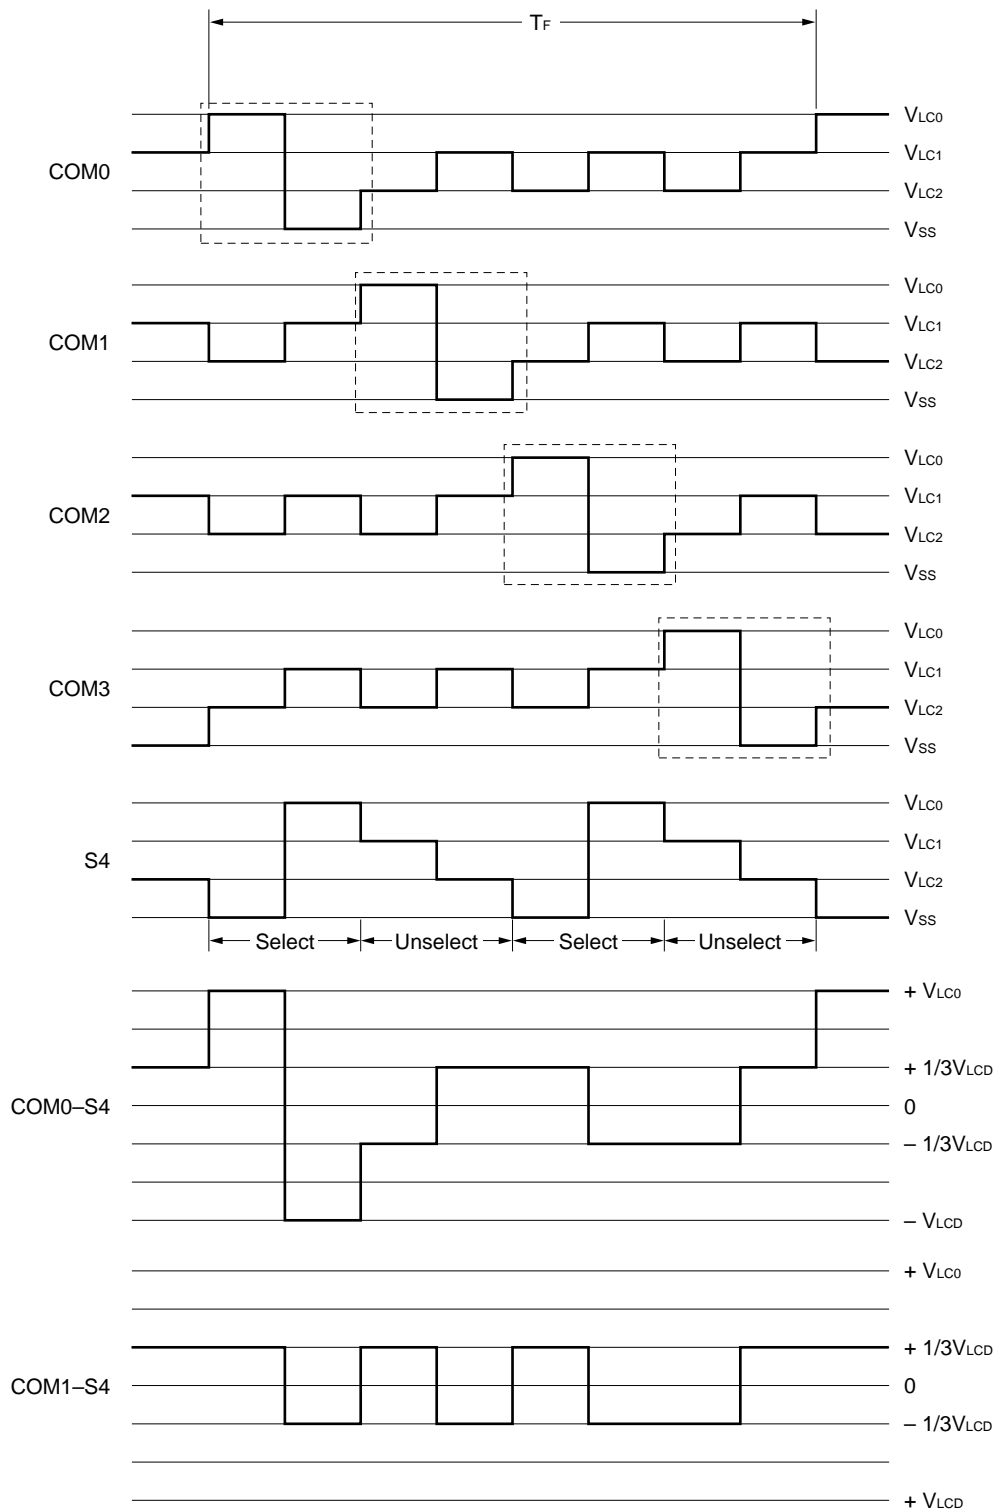 TF
VLC0
VLC1
COM0
VLC2
VSS
VLC0
VLC1
COM1
VLC2
VSS
VLC0
VLC1
COM2
VLC2
VSS
VLC0
VLC1
COM3
VLC2
VSS
VLC0
VLC1
S4
VLC2
VSS
Select Unselect Select Unselect
+ VLC0
+ 1/3VLCD
COM0–S4 0
– 1/3VLCD
– VLCD
+ VLC0
+ 1/3VLCD
COM1–S4 0
– 1/3VLCD
+ VLCD